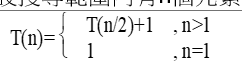 T(n)={ T(n/2)+1 , n>1
1 , n=1